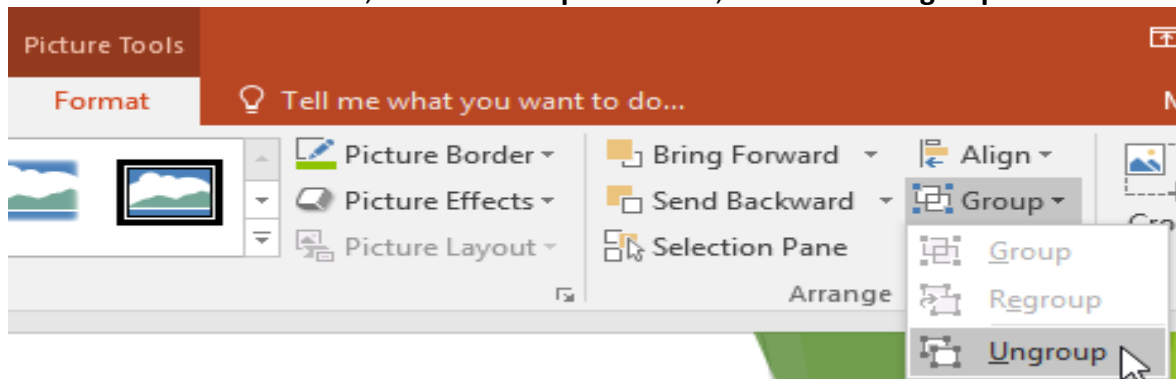 Picture Tools
Format
Tell me what you want to do...
Picture Border
Bring Forward
Align
Picture Effects
Send Backward
Group
Picture Layout
Selection Pane
Arrange
Group
Regroup
Ungroup